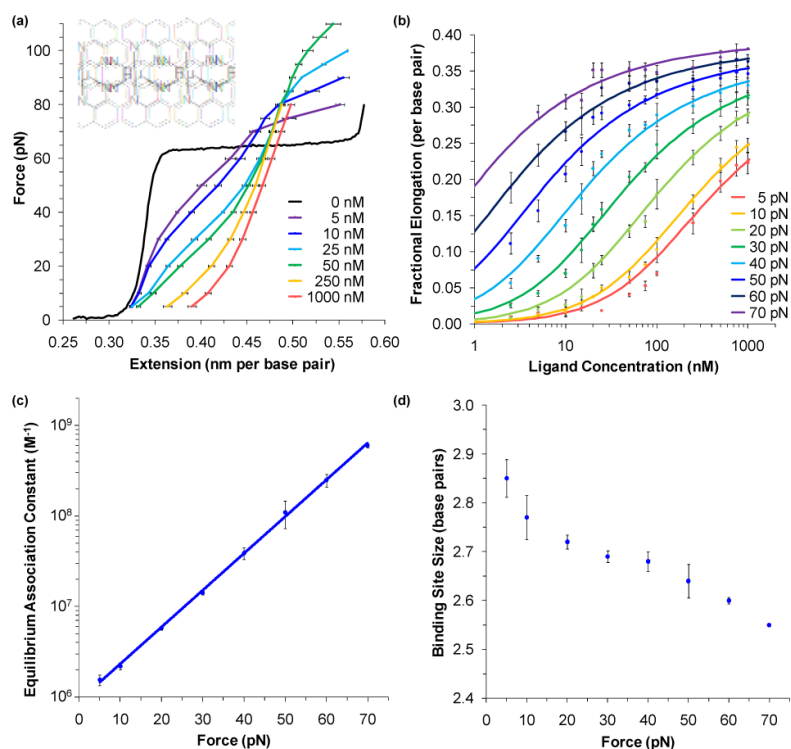 (a)
100
80
60
40
20
0
Force (pN)
0.25
0.30
0.35
0.40
0.45
0.50
0.55
0.60
Extension (nm per base pair)
0 nM
5 nM
10 nM
25 nM
50 nM
250 nM
1000 nM
(b)
0.40
0.35
0.30
0.25
0.20
0.15
0.10
0.05
0.00
Fractional Elongation (per base pair)
1
10
100
1000
Ligand Concentration (nM)
5 pN
10 pN
20 pN
30 pN
40 pN
50 pN
60 pN
70 pN
(c)
10⁹
10⁸
10⁷
10⁶
Equilibrium Association Constant (M⁻¹)
0
10
20
30
40
50
60
70
Force (pN)
(d)
3.0
2.9
2.8
2.7
2.6
2.5
2.4
Binding Site Size (base pairs)
0
10
20
30
40
50
60
70
Force (pN)